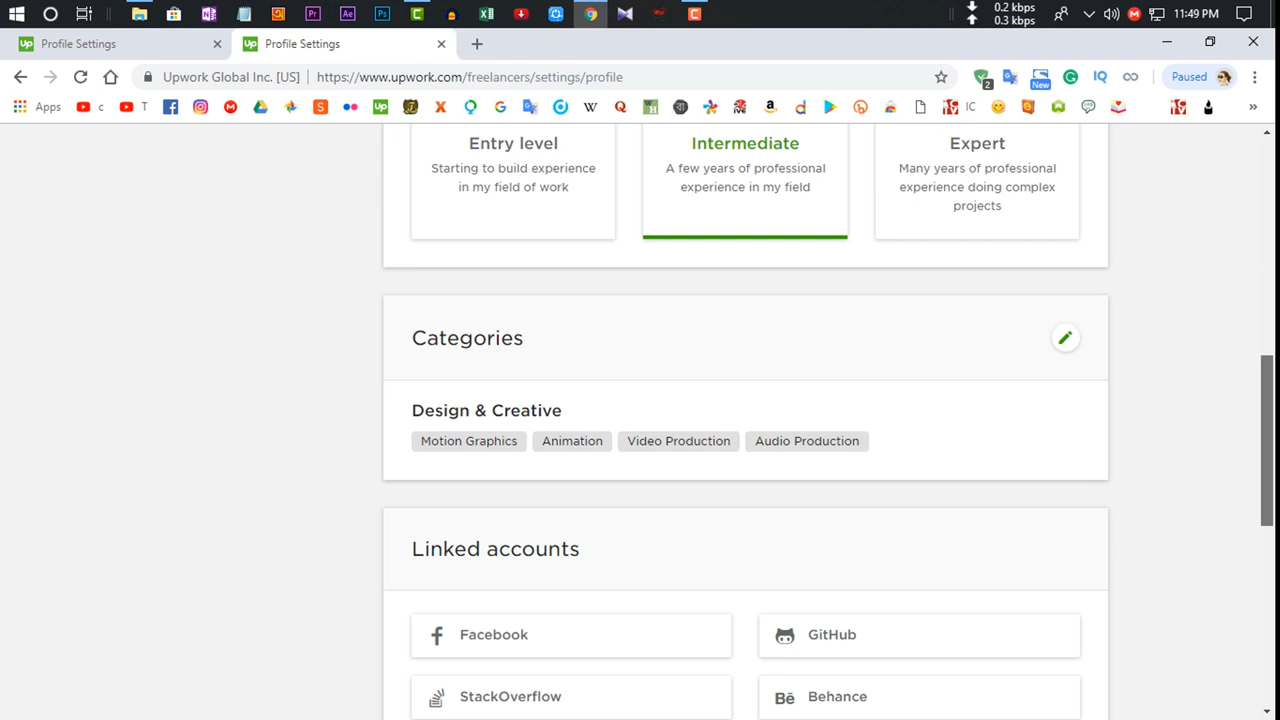 0.2 kbps
0.3 kbps
11:49 PM
Profile Settings
Profile Settings
Upwork Global Inc. [US] | https://www.upwork.com/freelancers/settings/profile
2
New
Paused
Apps
c
T
IC
Entry level
Starting to build experience
in my field of work
Intermediate
A few years of professional
experience in my field
Expert
Many years of professional
experience doing complex
projects
Categories
Design & Creative
Motion Graphics
Animation
Video Production
Audio Production
Linked accounts
Facebook
GitHub
StackOverflow
Behance